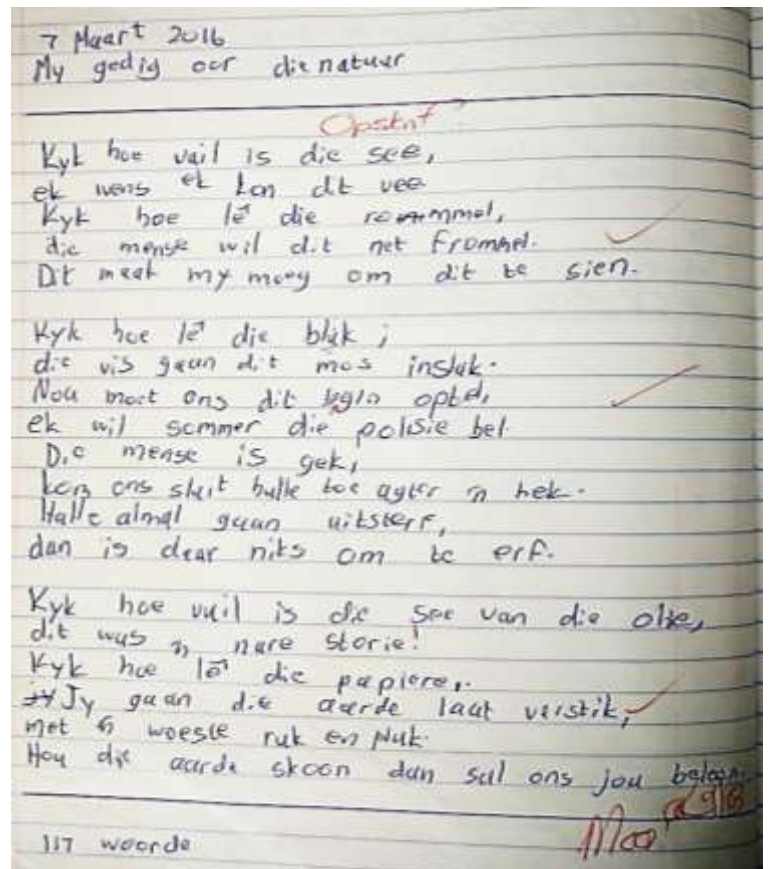 7 Maart 2016
My gedig oor die natuur
Opstel?
Kyk hoe vuil is die see,
ek wens ek kon dit vee
Kyk hoe lê die rommel,
die mense wil dit net frommel.
Dit maak my moeg om dit te sien.
Kyk hoe lê die blik;
die vis gaan dit mos insluk.
Nou moet ons dit begin optel,
ek wil sommer die polisie bel.
Die mense is gek,
kom ons sluit hulle toe agter 'n hek.
Hulle almal gaan uitsterf,
dan is daar niks om te erf.
Kyk hoe vuil is die see van die olie,
dit was 'n nare storie!
Kyk hoe lê die papiere,
Jy gaan die aarde laat verstik,
met 'n woeste ruk en pluk.
Hou die aarde skoon dan sal ons jou beloon.
Mooi
117 woorde